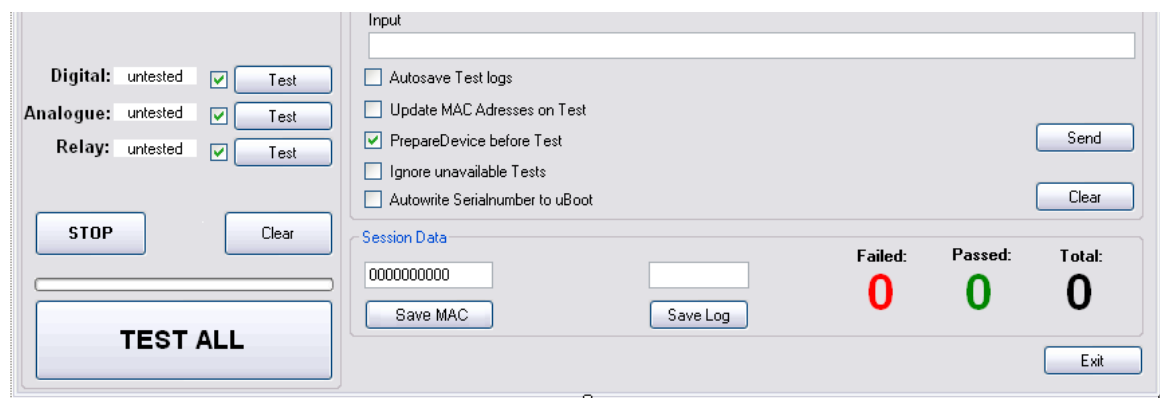 Input
Digital: untested Test
Analogue: untested Test
Relay: untested Test
STOP Clear
TEST ALL
Autosave Test logs
Update MAC Adresses on Test
PrepareDevice before Test
Ignore unavailable Tests
Autowrite Serialnumber to uBoot
Send
Clear
Session Data
0000000000
Save MAC
Save Log
Failed: Passed: Total:
0 0 0
Exit